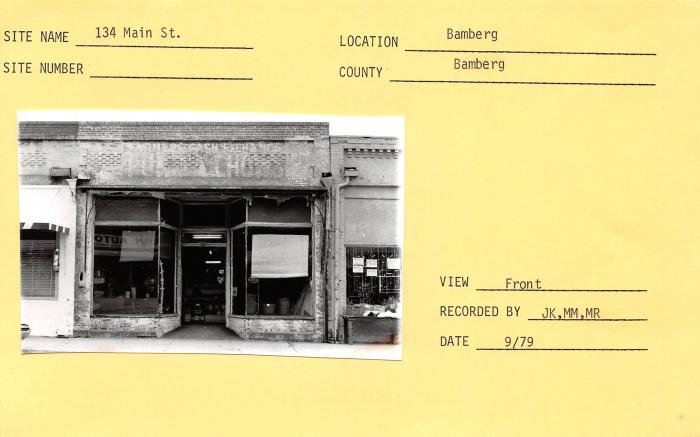 SITE NAME 134 Main St.
LOCATION Bamberg
SITE NUMBER
COUNTY Bamberg
VIEW Front
RECORDED BY JK,MM,MR
DATE 9/79